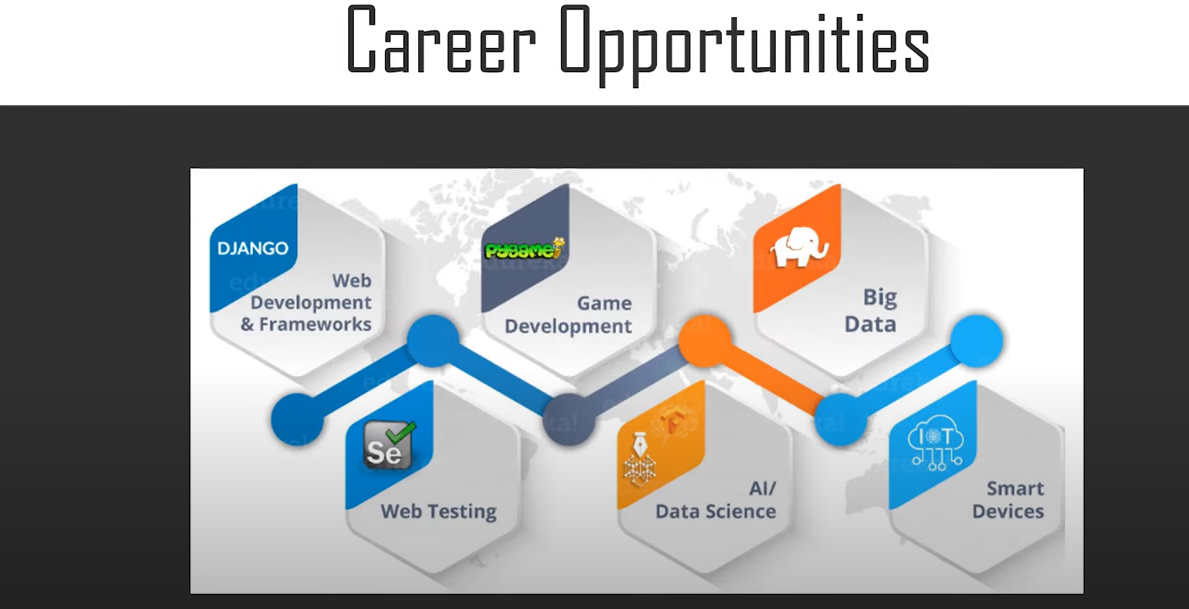 Career Opportunities
DJANGO
Web
Development
& Frameworks
pygame
Game
Development
Big
Data
Se
Web Testing
AI/
Data Science
IoT
Smart
Devices